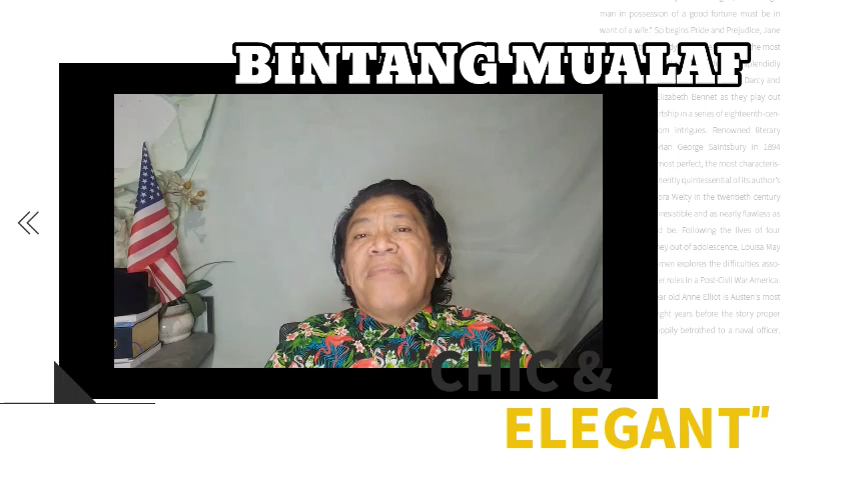 man in possession of a good fortune must be in
want of a wife." So begins Pride and Prejudice, Jane
the most
splendidly
Darcy and
BINTANG MUALAF
Elizabeth Bennet as they play out
rtship in a series of eighteenth-cen-
om intrigues. Renowned literary
rian George Saintsbury in 1894
most perfect, the most characteris-
nently quintessential of its author's
ora Welty in the twentieth century
irresistible and as nearly flawless as
d be. Following the lives of four
ey out of adolescence, Louisa May
men explores the difficulties asso-
er roles in a Post-Civil War America.
ear old Anne Elliot is Austen's most
ght years before the story proper
ppily betrothed to a naval officer,
"CHIC &
ELEGANT"